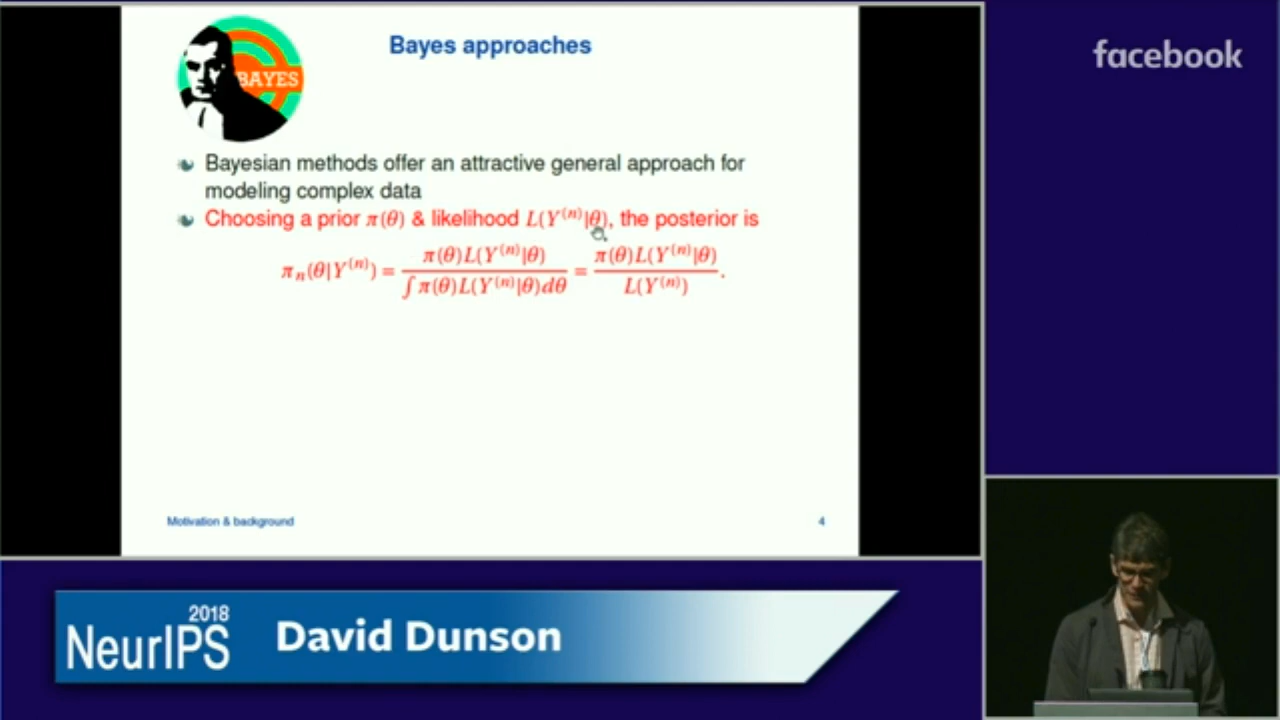 Bayes approaches
BAYES
Bayesian methods offer an attractive general approach for
modeling complex data
Choosing a prior π(θ) & likelihood L(Y⁽ⁿ⁾|θ), the posterior is
πₙ(θ|Y⁽ⁿ⁾) = π(θ)L(Y⁽ⁿ⁾|θ) / ∫ π(θ)L(Y⁽ⁿ⁾|θ)dθ = π(θ)L(Y⁽ⁿ⁾|θ) / L(Y⁽ⁿ⁾).
Motivation & background
4
facebook
2018
NeurIPS
David Dunson